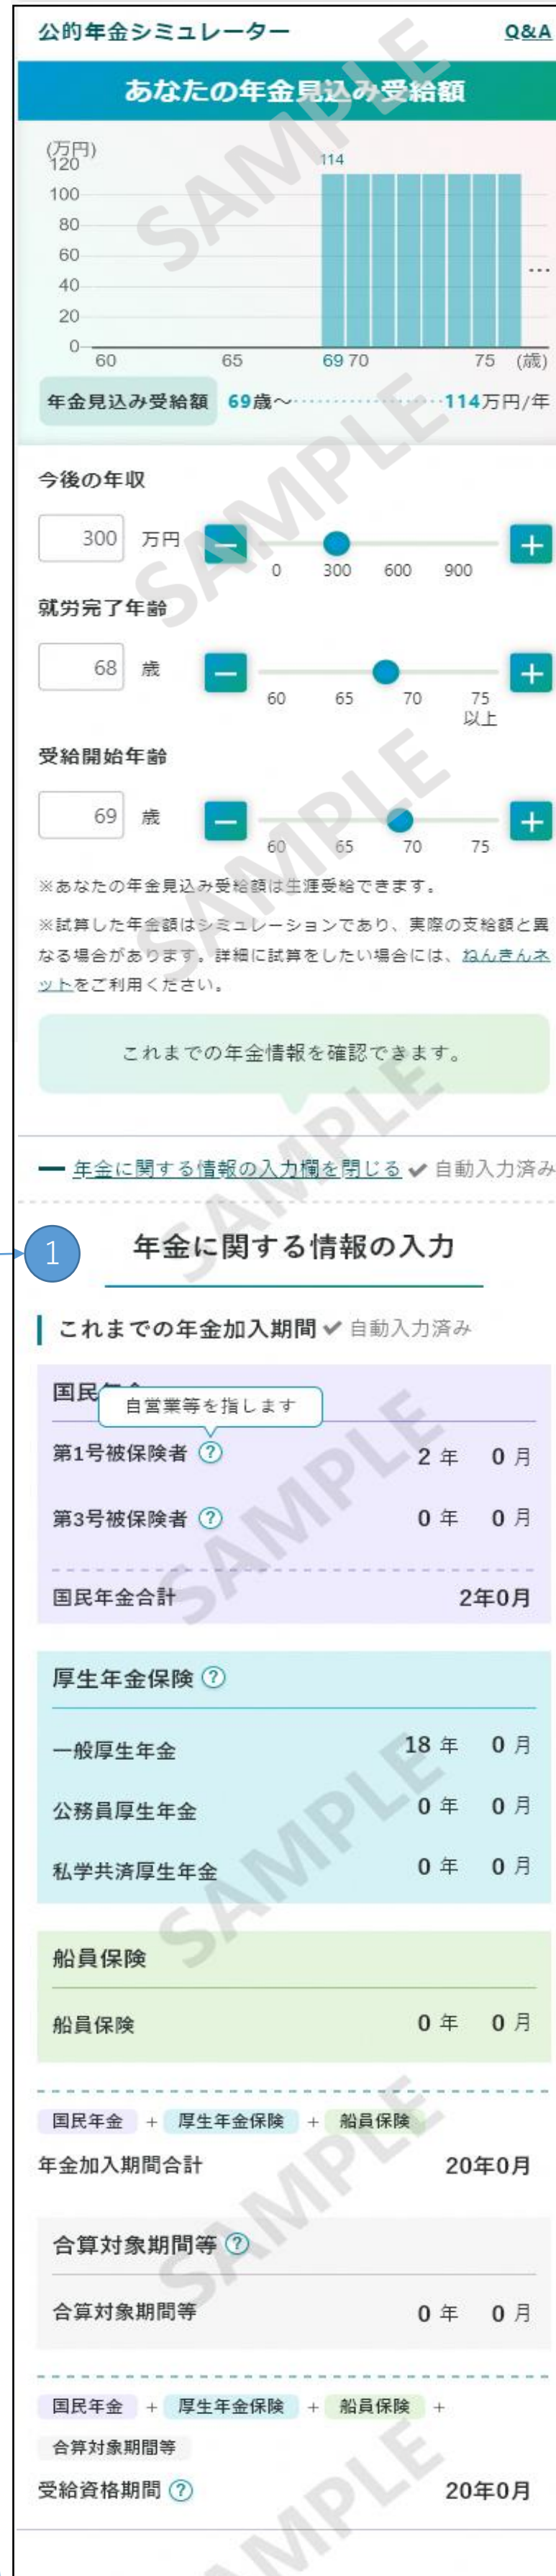 公的年金シミュレーター Q&A
あなたの年金見込み受給額
(万円)
120
114
100
80
60
40
20
0
...
60 65 69 70 75 (歳)
年金見込み受給額 69歳〜 114万円/年
今後の年収
300 万円 − +
0 300 600 900
就労完了年齢
68 歳 − +
60 65 70 75
以上
受給開始年齢
69 歳 − +
60 65 70 75
※あなたの年金見込み受給額は生涯受給できます。
※試算した年金額はシミュレーションであり、実際の支給額と異
なる場合があります。詳細に試算をしたい場合には、ねんきんネ
ットをご利用ください。
これまでの年金情報を確認できます。
年金に関する情報の入力欄を閉じる 自動入力済み
1 年金に関する情報の入力
これまでの年金加入期間 自動入力済み
国民
自営業等を指します
第1号被保険者 ? 2 年 0 月
第3号被保険者 ? 0 年 0 月
国民年金合計 2年0月
厚生年金保険 ?
一般厚生年金 18 年 0 月
公務員厚生年金 0 年 0 月
私学共済厚生年金 0 年 0 月
船員保険
船員保険 0 年 0 月
国民年金 + 厚生年金保険 + 船員保険
年金加入期間合計 20年0月
合算対象期間等 ?
合算対象期間等 0 年 0 月
国民年金 + 厚生年金保険 + 船員保険 +
合算対象期間等
受給資格期間 ? 20年0月
SAMPLE
SAMPLE
SAMPLE
SAMPLE
SAMPLE
SAMPLE
SAMPLE
SAMPLE
SAMPLE
SAMPLE